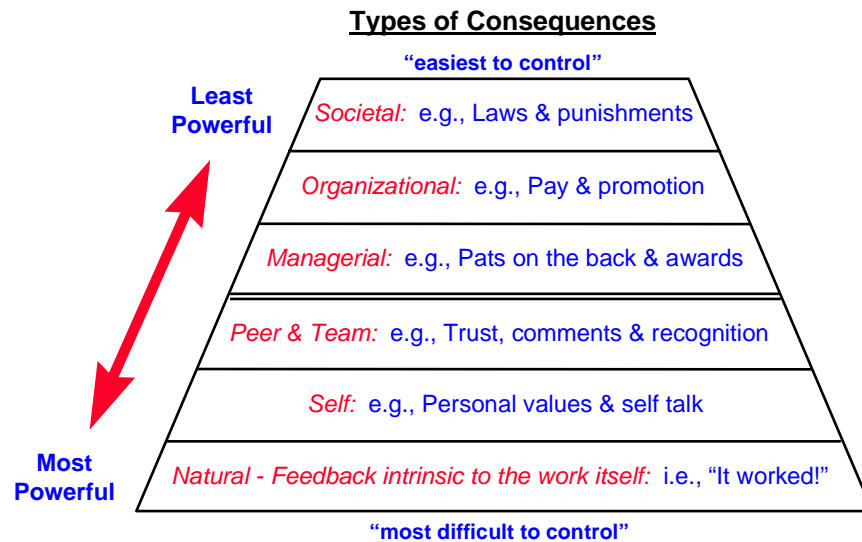 Types of Consequences
“easiest to control”
Least
Powerful
Societal: e.g., Laws & punishments
Organizational: e.g., Pay & promotion
Managerial: e.g., Pats on the back & awards
Peer & Team: e.g., Trust, comments & recognition
Self: e.g., Personal values & self talk
Most
Powerful
Natural - Feedback intrinsic to the work itself: i.e., “It worked!”
“most difficult to control”